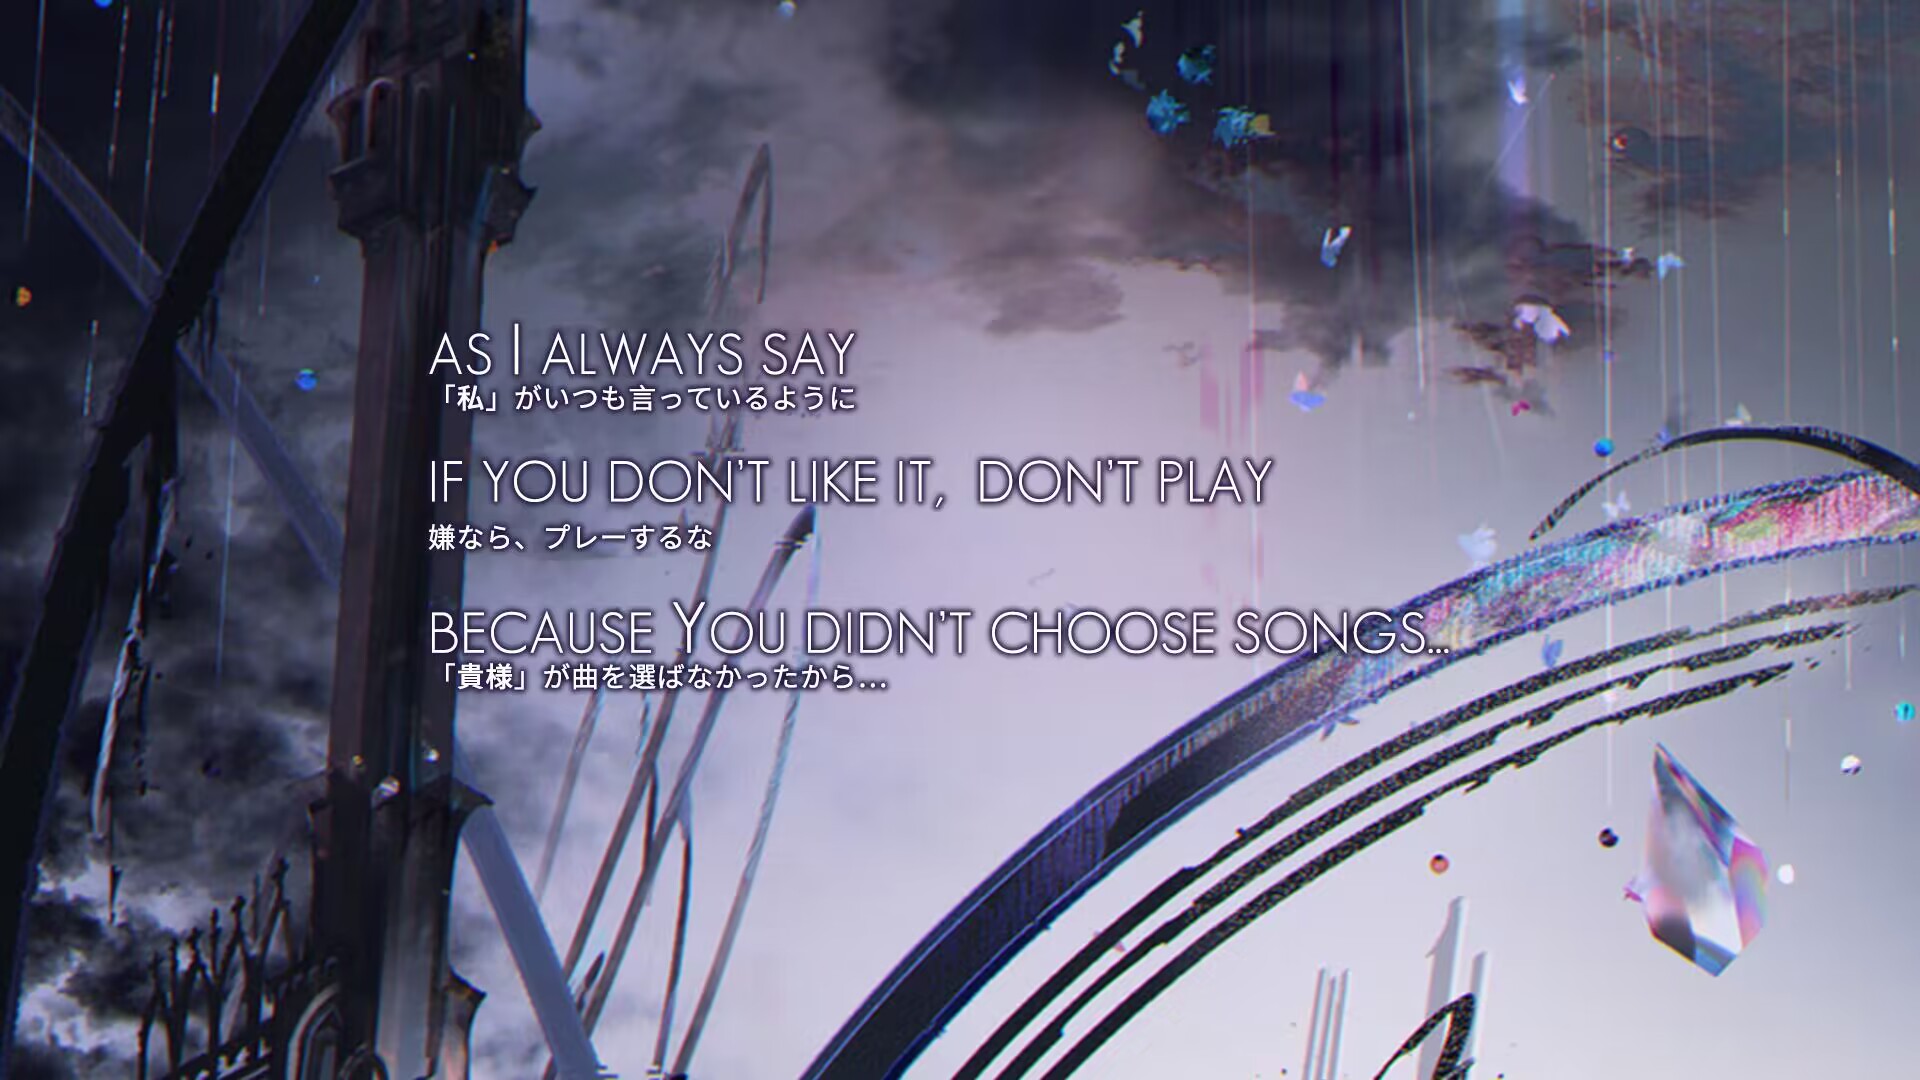 AS I ALWAYS SAY
「私」がいつも言っているように
IF YOU DON'T LIKE IT, DON'T PLAY
嫌なら、プレーするな
BECAUSE YOU DIDN'T CHOOSE SONGS...
「貴様」が曲を選ばなかったから...